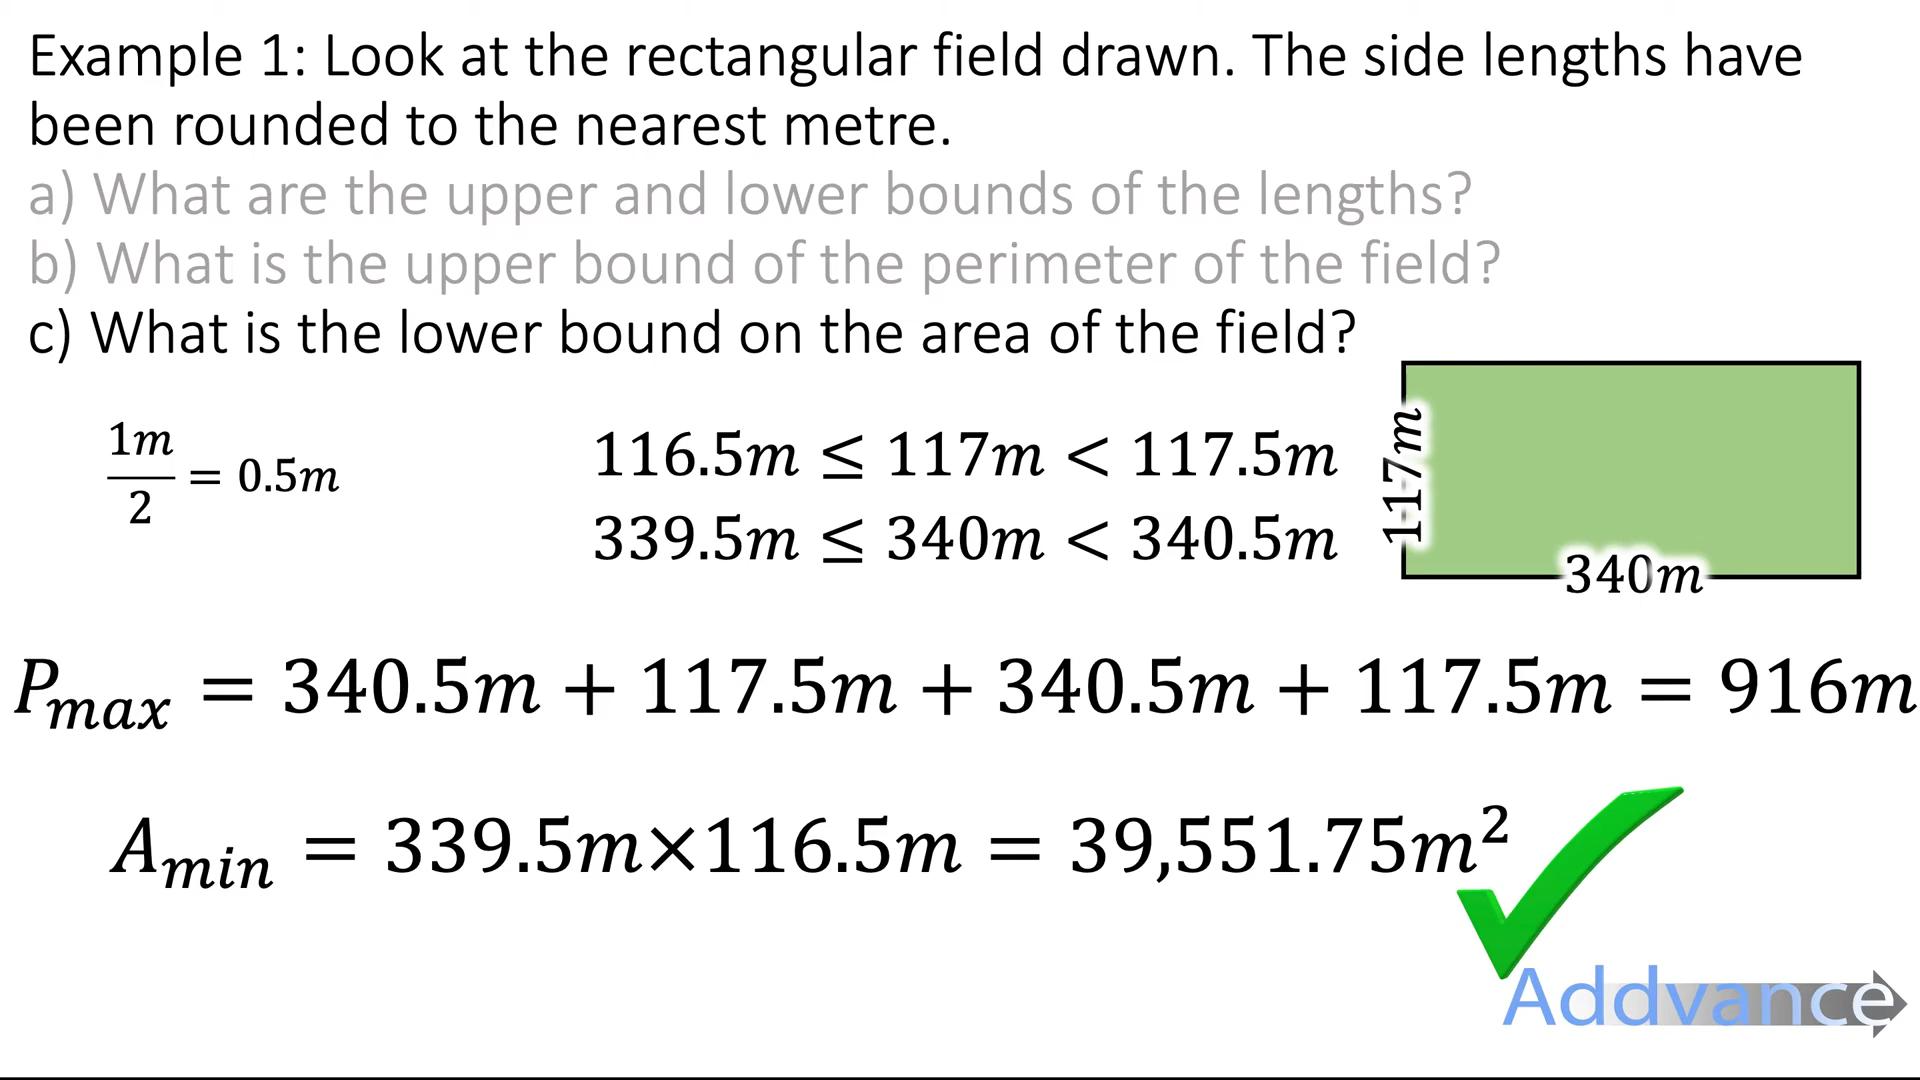 Example 1: Look at the rectangular field drawn. The side lengths have
been rounded to the nearest metre.
a) What are the upper and lower bounds of the lengths?
b) What is the upper bound of the perimeter of the field?
c) What is the lower bound on the area of the field?
1m/2 = 0.5m
116.5m ≤ 117m < 117.5m
339.5m ≤ 340m < 340.5m
117m
340m
P_max = 340.5m + 117.5m + 340.5m + 117.5m = 916m
A_min = 339.5m×116.5m = 39,551.75m²
Addvance